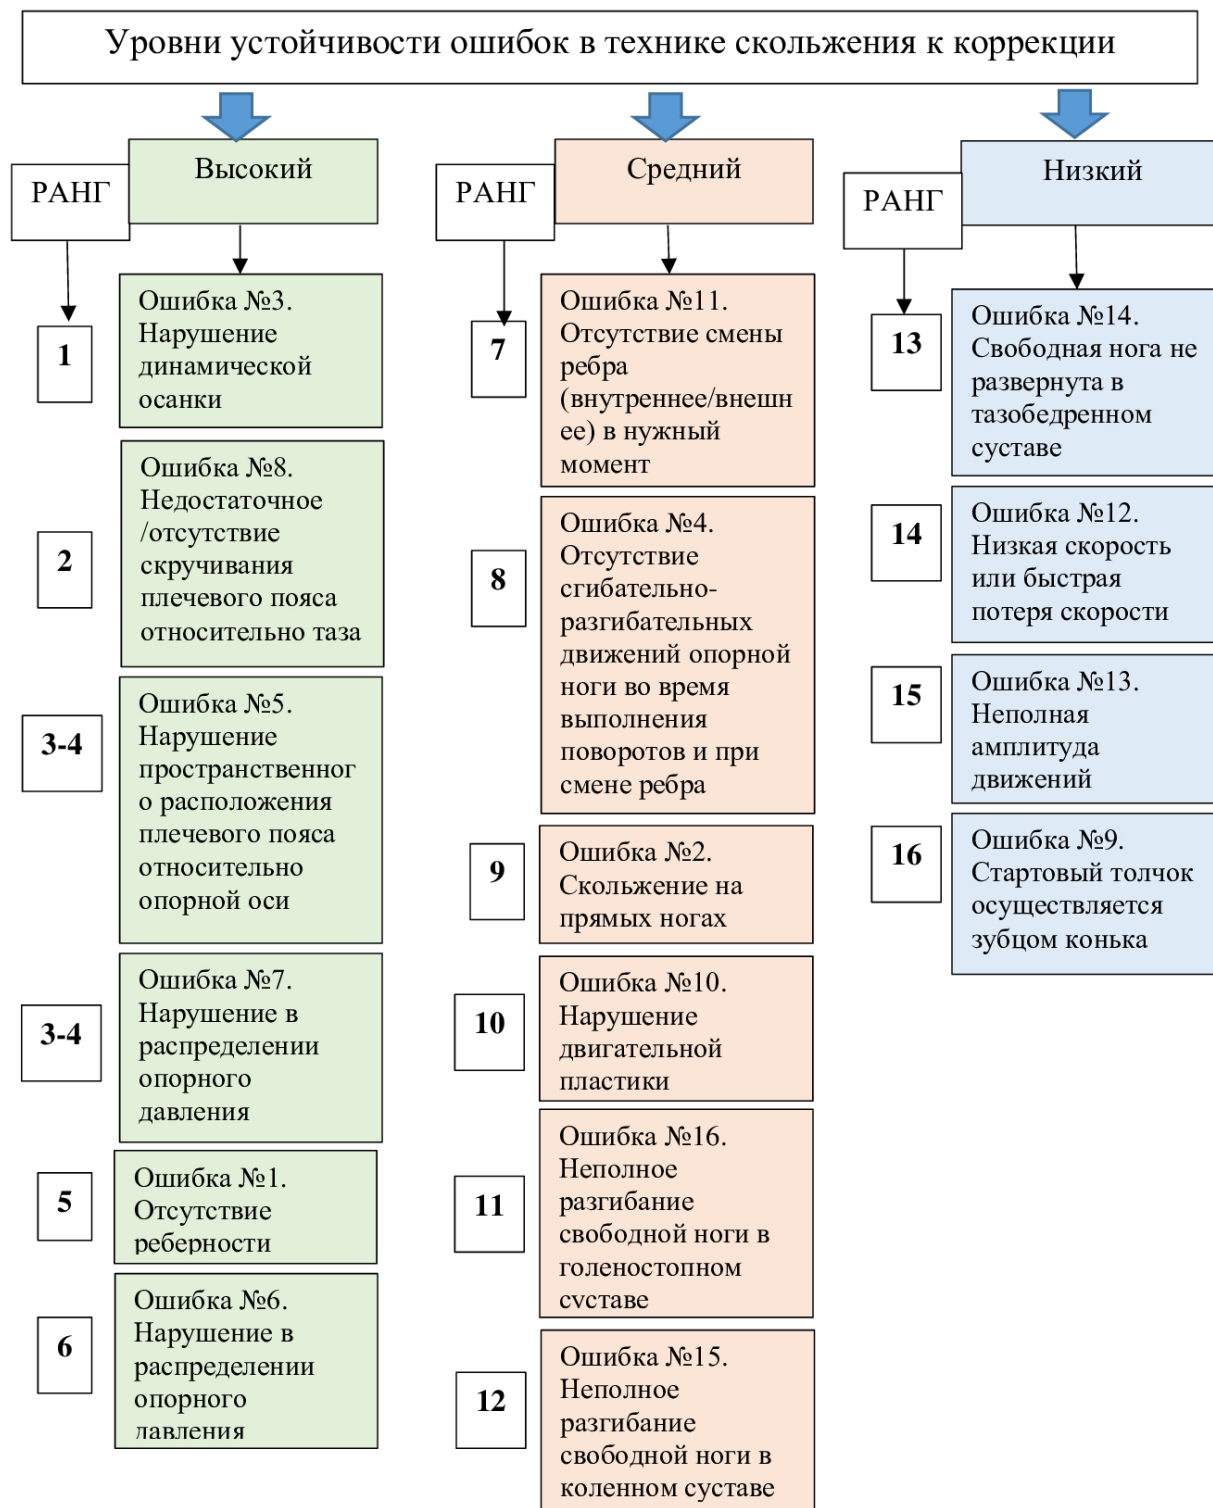 Уровни устойчивости ошибок в технике скольжения к коррекции
РАНГ
Высокий
1
Ошибка №3.
Нарушение
динамической
осанки
2
Ошибка №8.
Недостаточное
/отсутствие
скручивания
плечевого пояса
относительно таза
3-4
Ошибка №5.
Нарушение
пространственног
о расположения
плечевого пояса
относительно
опорной оси
3-4
Ошибка №7.
Нарушение в
распределении
опорного
давления
5
Ошибка №1.
Отсутствие
реберности
6
Ошибка №6.
Нарушение в
распределении
опорного
давления
РАНГ
Средний
7
Ошибка №11.
Отсутствие смены
ребра
(внутреннее/внешн
ее) в нужный
момент
8
Ошибка №4.
Отсутствие
сгибательно-
разгибательных
движений опорной
ноги во время
выполнения
поворотов и при
смене ребра
9
Ошибка №2.
Скольжение на
прямых ногах
10
Ошибка №10.
Нарушение
двигательной
пластики
11
Ошибка №16.
Неполное
разгибание
свободной ноги в
голеностопном
суставе
12
Ошибка №15.
Неполное
разгибание
свободной ноги в
коленном суставе
РАНГ
Низкий
13
Ошибка №14.
Свободная нога не
развернута в
тазобедренном
суставе
14
Ошибка №12.
Низкая скорость
или быстрая
потеря скорости
15
Ошибка №13.
Неполная
амплитуда
движений
16
Ошибка №9.
Стартовый толчок
осуществляется
зубцом конька